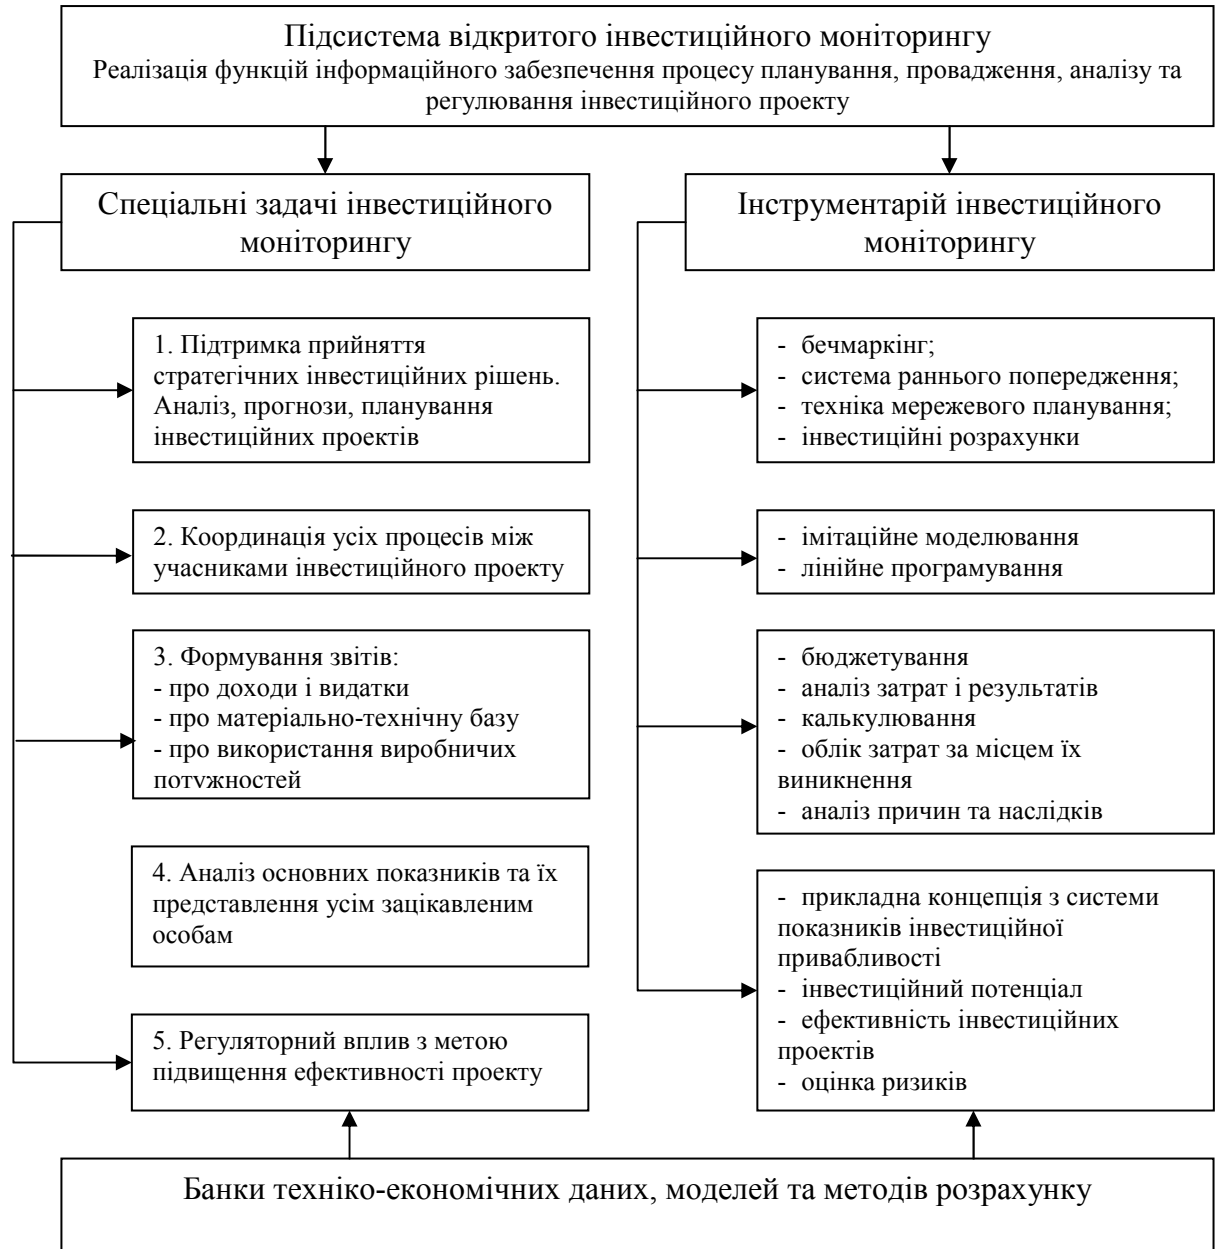 Підсистема відкритого інвестиційного моніторингу
Реалізація функцій інформаційного забезпечення процесу планування, провадження, аналізу та
регулювання інвестиційного проекту
Спеціальні задачі інвестиційного
моніторингу
1. Підтримка прийняття
стратегічних інвестиційних рішень.
Аналіз, прогнози, планування
інвестиційних проектів
2. Координація усіх процесів між
учасниками інвестиційного проекту
3. Формування звітів:
- про доходи і видатки
- про матеріально-технічну базу
- про використання виробничих
потужностей
4. Аналіз основних показників та їх
представлення усім зацікавленим
особам
5. Регуляторний вплив з метою
підвищення ефективності проекту
Інструментарій інвестиційного
моніторингу
- бечмаркінг;
- система раннього попередження;
- техніка мережевого планування;
- інвестиційні розрахунки
- імітаційне моделювання
- лінійне програмування
- бюджетування
- аналіз затрат і результатів
- калькулювання
- облік затрат за місцем їх
виникнення
- аналіз причин та наслідків
- прикладна концепція з системи
показників інвестиційної
привабливості
- інвестиційний потенціал
- ефективність інвестиційних
проектів
- оцінка ризиків
Банки техніко-економічних даних, моделей та методів розрахунку